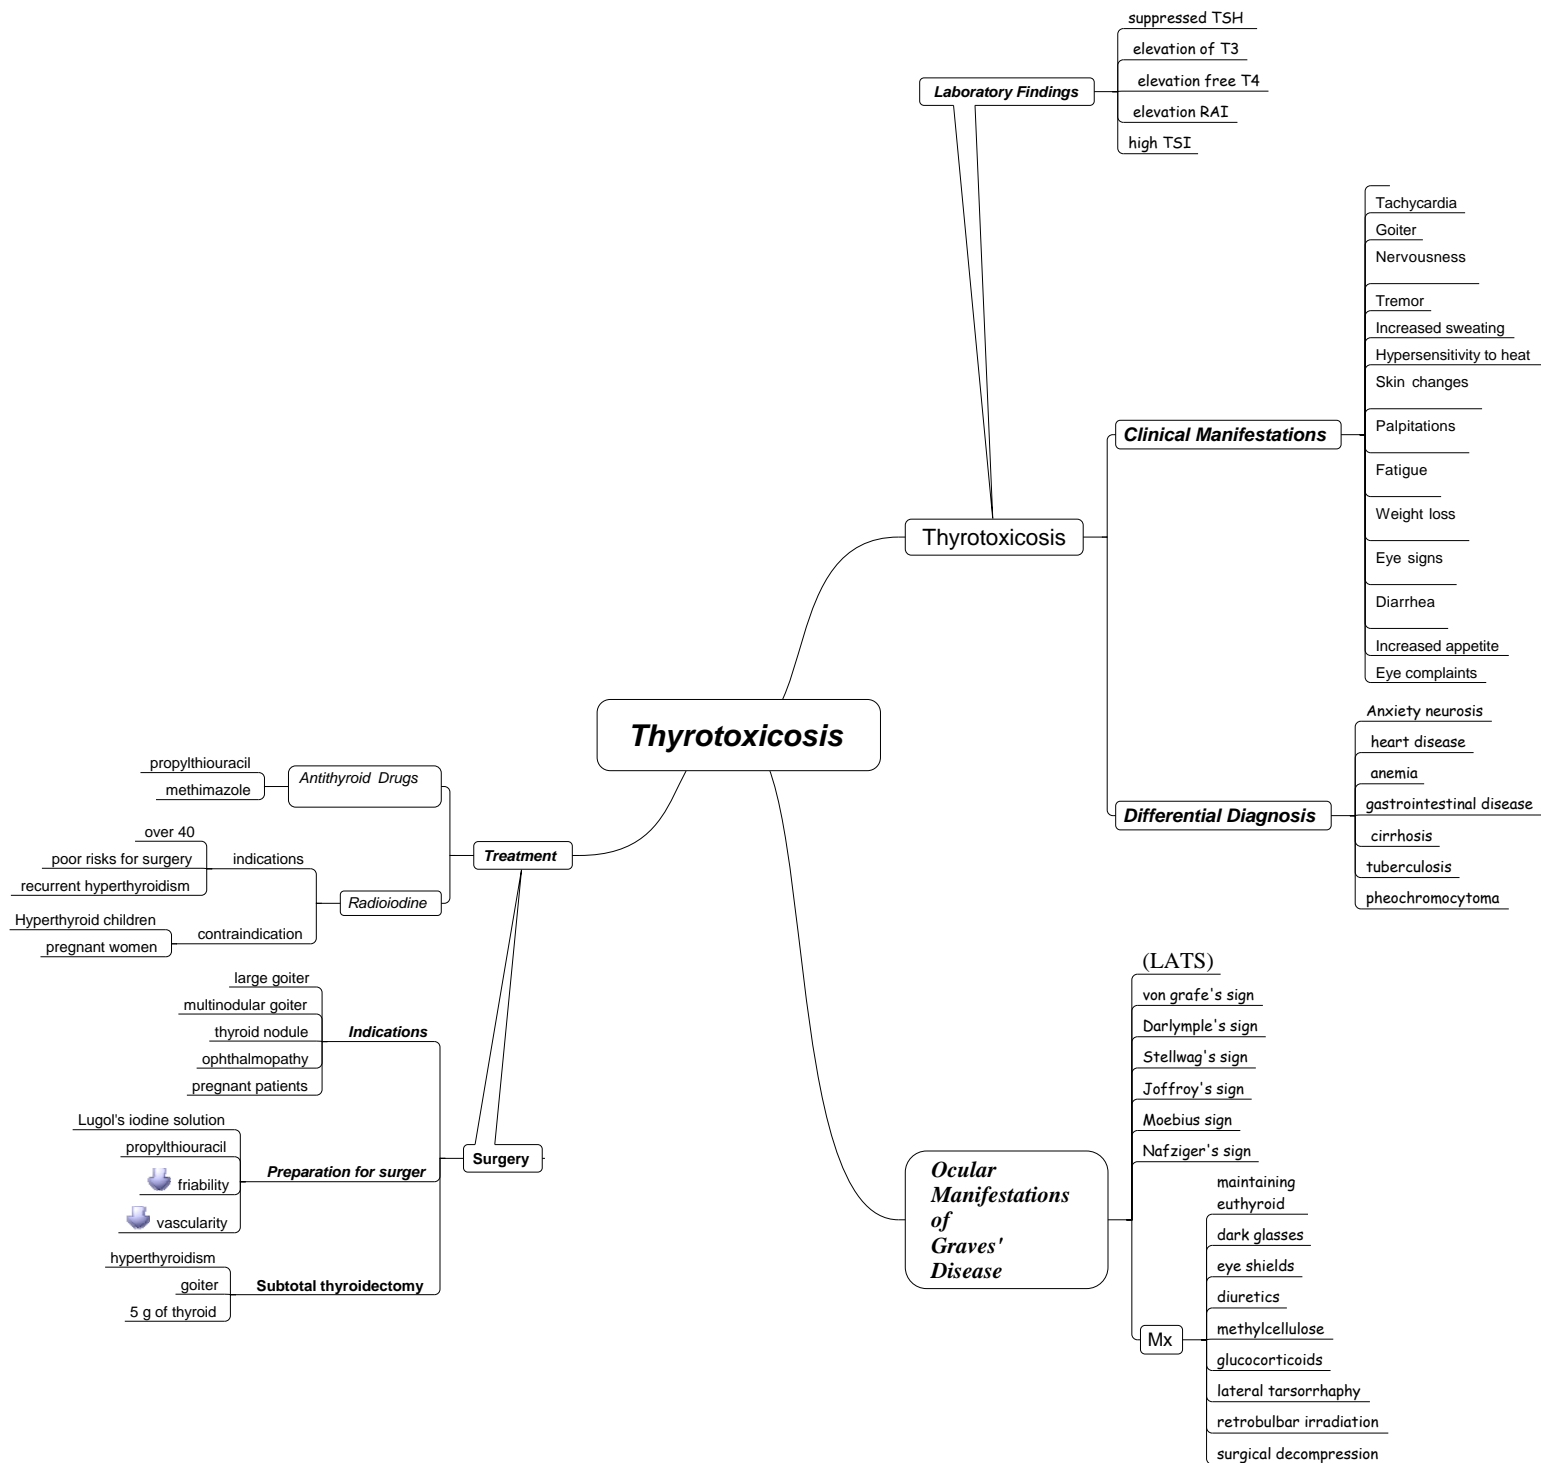 suppressed TSH
elevation of T3
elevation free T4
elevation RAI
high TSI
Laboratory Findings
Thyrotoxicosis
Clinical Manifestations
Tachycardia
Goiter
Nervousness
Tremor
Increased sweating
Hypersensitivity to heat
Skin changes
Palpitations
Fatigue
Weight loss
Eye signs
Diarrhea
Increased appetite
Eye complaints
Differential Diagnosis
Anxiety neurosis
heart disease
anemia
gastrointestinal disease
cirrhosis
tuberculosis
pheochromocytoma
Thyrotoxicosis
Treatment
Antithyroid Drugs
propylthiouracil
methimazole
Radioiodine
indications
over 40
poor risks for surgery
recurrent hyperthyroidism
contraindication
Hyperthyroid children
pregnant women
Surgery
Indications
large goiter
multinodular goiter
thyroid nodule
ophthalmopathy
pregnant patients
Preparation for surger
Lugol's iodine solution
propylthiouracil
friability
vascularity
Subtotal thyroidectomy
hyperthyroidism
goiter
5 g of thyroid
Ocular
Manifestations
of
Graves'
Disease
(LATS)
von grafe's sign
Darlymple's sign
Stellwag's sign
Joffroy's sign
Moebius sign
Nafziger's sign
Mx
maintaining
euthyroid
dark glasses
eye shields
diuretics
methylcellulose
glucocorticoids
lateral tarsorrhaphy
retrobulbar irradiation
surgical decompression